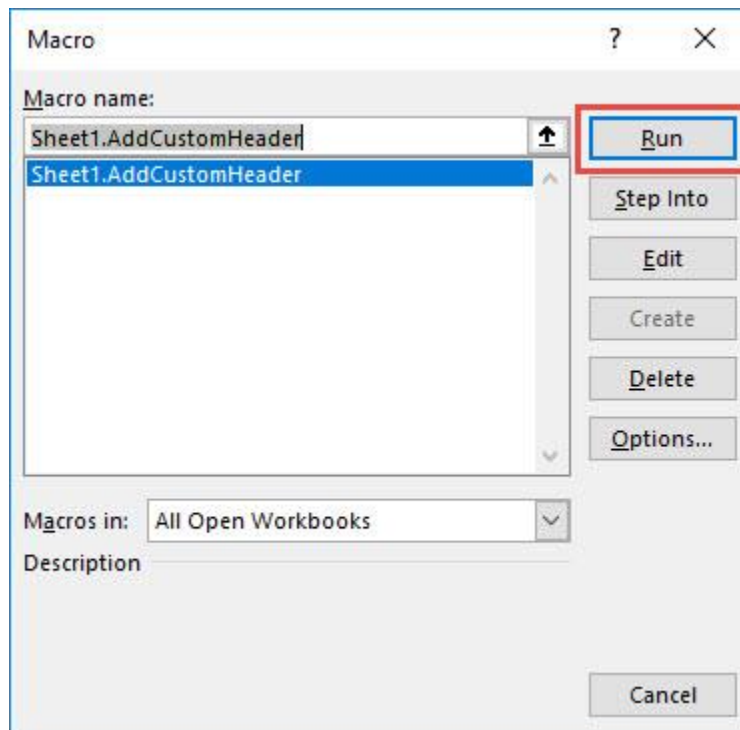 Macro
?
Macro name:
Sheet1.AddCustomHeader
Run
Sheet1.AddCustomHeader
Step Into
Edit
Create
Delete
Options...
Macros in:
All Open Workbooks
Description
Cancel